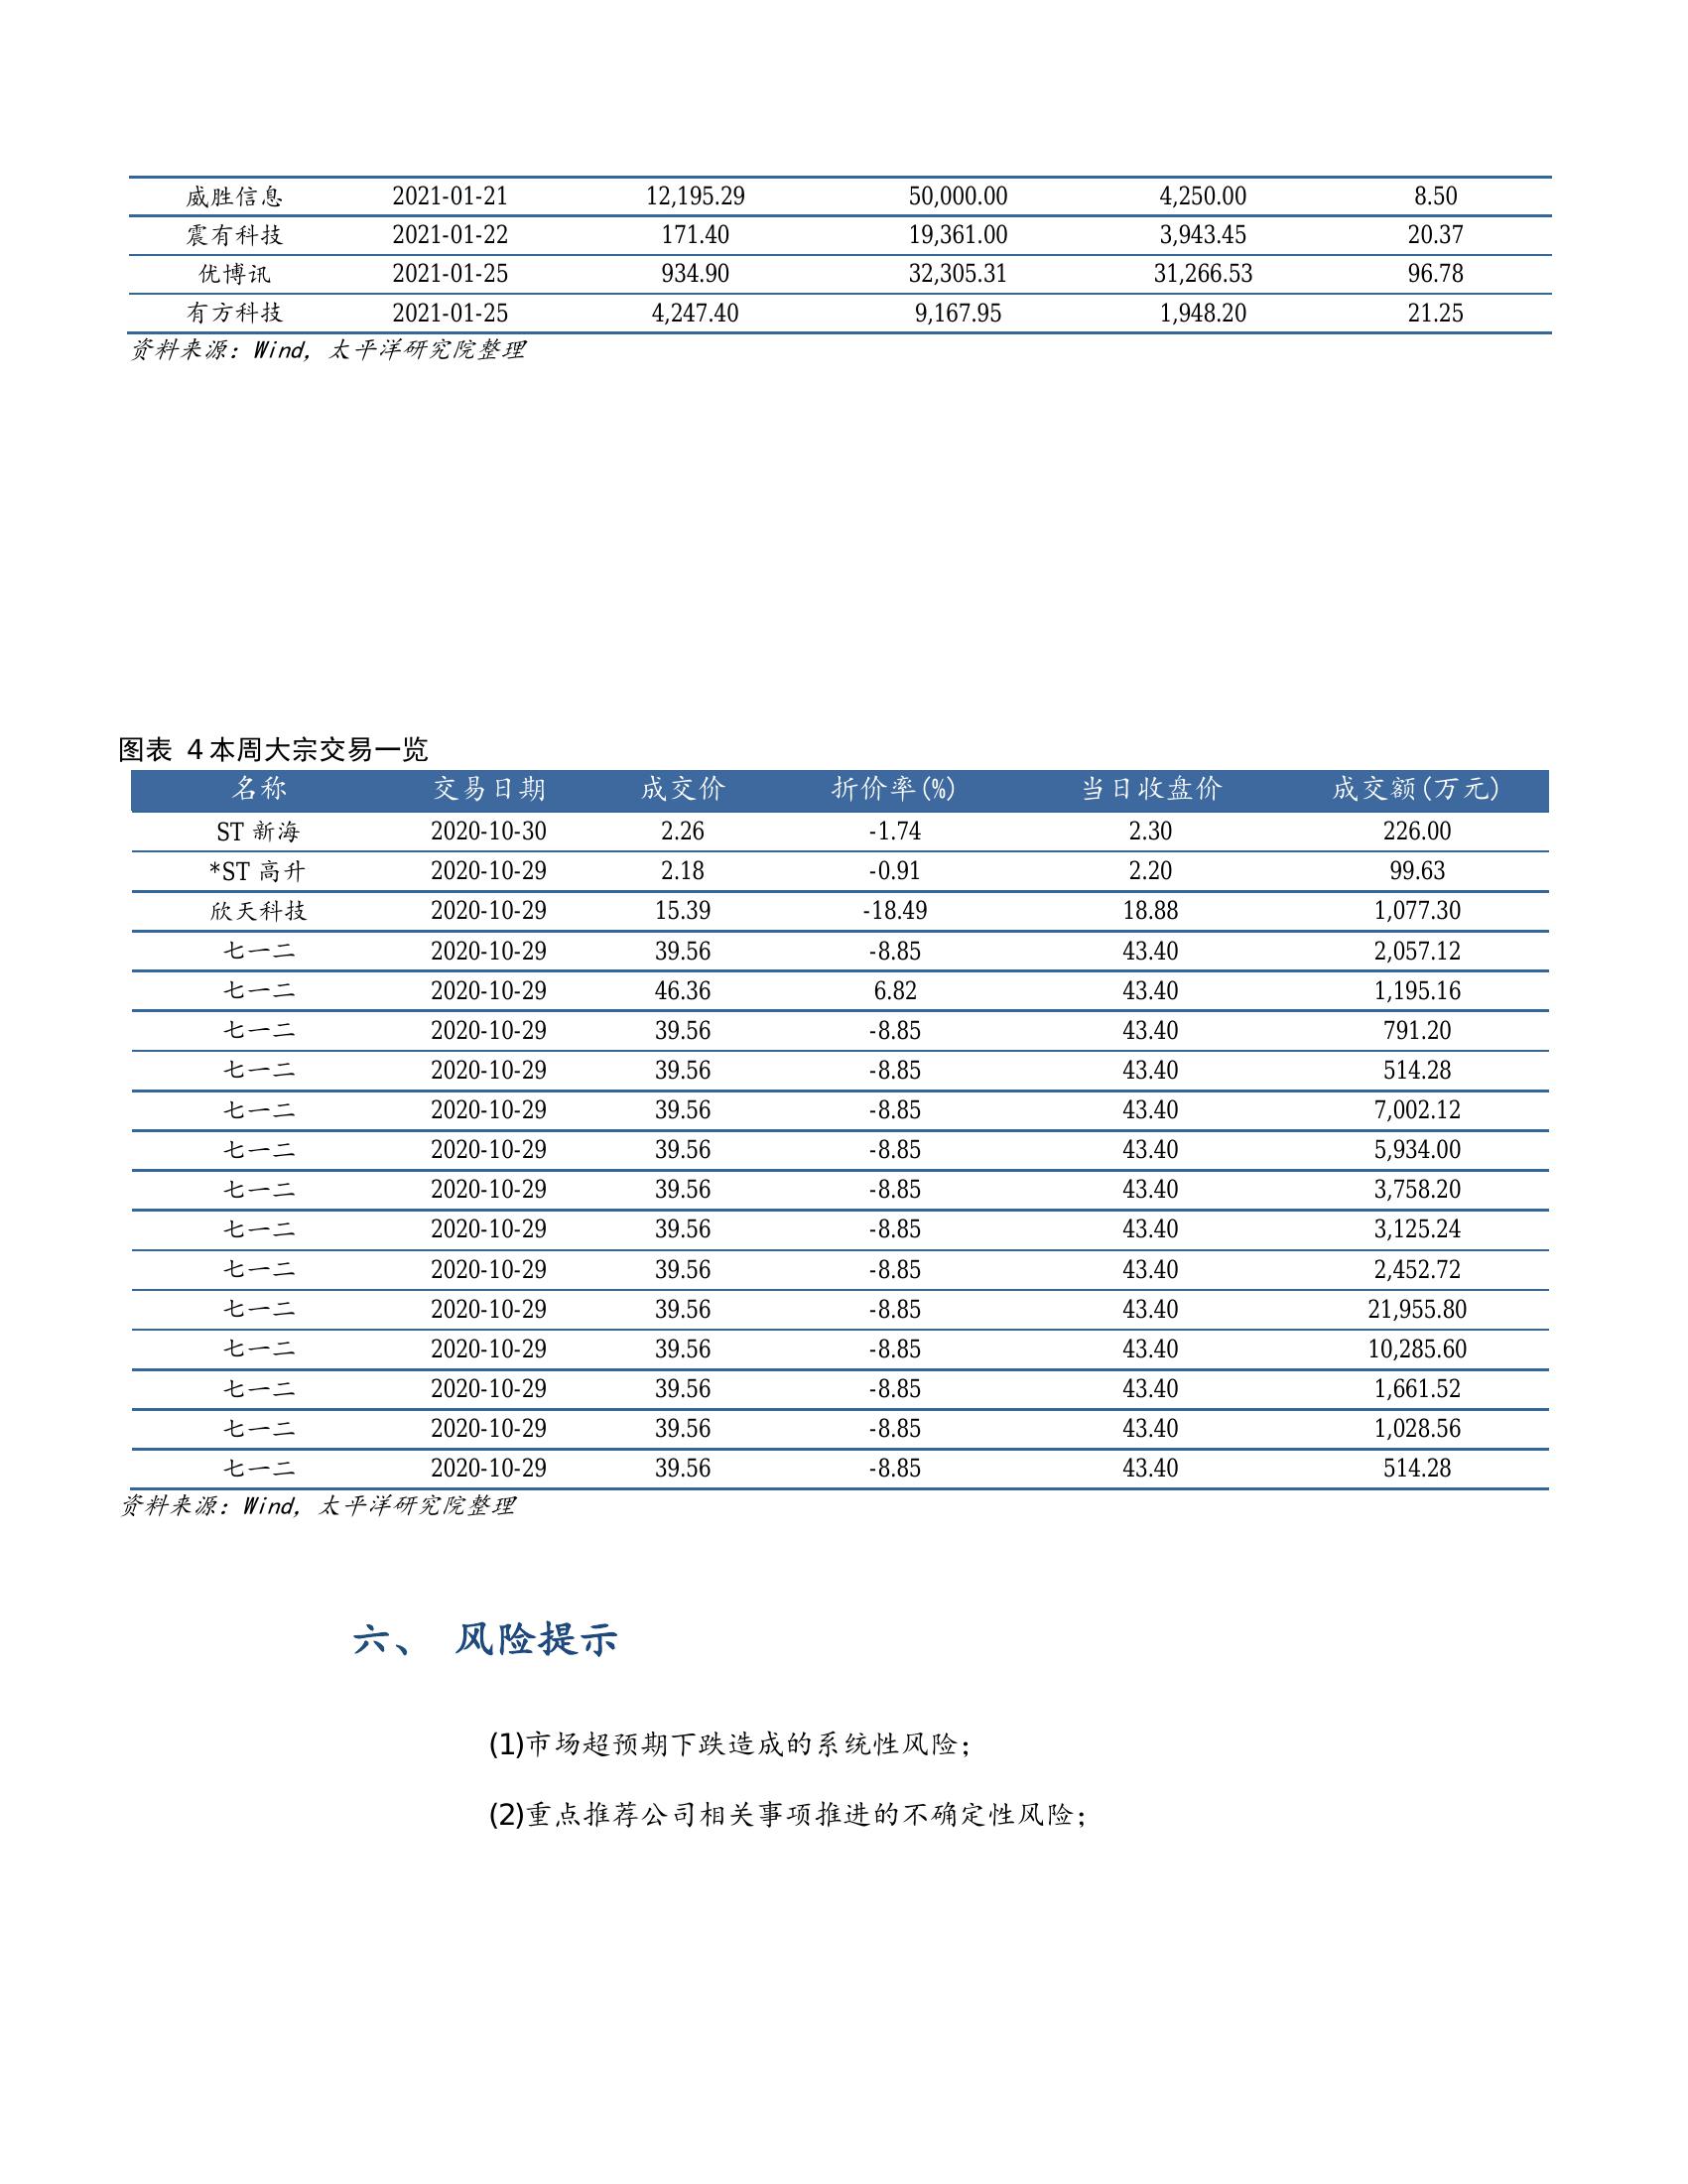 威胜信息 2021-01-21 12,195.29 50,000.00 4,250.00 8.50
震有科技 2021-01-22 171.40 19,361.00 3,943.45 20.37
优博讯 2021-01-25 934.90 32,305.31 31,266.53 96.78
有方科技 2021-01-25 4,247.40 9,167.95 1,948.20 21.25
资料来源：Wind，太平洋研究院整理
图表 4 本周大宗交易一览
名称 交易日期 成交价 折价率(%) 当日收盘价 成交额(万元)
ST 新海 2020-10-30 2.26 -1.74 2.30 226.00
*ST 高升 2020-10-29 2.18 -0.91 2.20 99.63
欣天科技 2020-10-29 15.39 -18.49 18.88 1,077.30
七一二 2020-10-29 39.56 -8.85 43.40 2,057.12
七一二 2020-10-29 46.36 6.82 43.40 1,195.16
七一二 2020-10-29 39.56 -8.85 43.40 791.20
七一二 2020-10-29 39.56 -8.85 43.40 514.28
七一二 2020-10-29 39.56 -8.85 43.40 7,002.12
七一二 2020-10-29 39.56 -8.85 43.40 5,934.00
七一二 2020-10-29 39.56 -8.85 43.40 3,758.20
七一二 2020-10-29 39.56 -8.85 43.40 3,125.24
七一二 2020-10-29 39.56 -8.85 43.40 2,452.72
七一二 2020-10-29 39.56 -8.85 43.40 21,955.80
七一二 2020-10-29 39.56 -8.85 43.40 10,285.60
七一二 2020-10-29 39.56 -8.85 43.40 1,661.52
七一二 2020-10-29 39.56 -8.85 43.40 1,028.56
七一二 2020-10-29 39.56 -8.85 43.40 514.28
资料来源：Wind，太平洋研究院整理
六、 风险提示
(1)市场超预期下跌造成的系统性风险；
(2)重点推荐公司相关事项推进的不确定性风险；